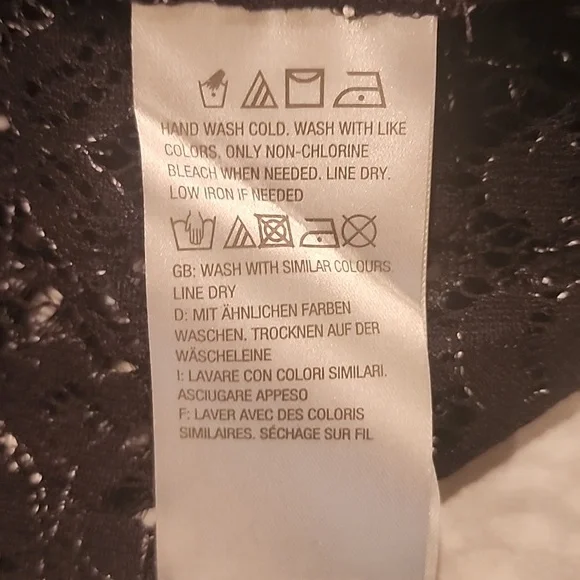 HAND WASH COLD. WASH WITH LIKE
COLORS. ONLY NON-CHLORINE
BLEACH WHEN NEEDED. LINE DRY.
LOW IRON IF NEEDED
GB: WASH WITH SIMILAR COLOURS.
LINE DRY
D: MIT ÄHNLICHEN FARBEN
WASCHEN. TROCKNEN AUF DER
WÄSCHELEINE
I: LAVARE CON COLORI SIMILARI.
ASCIUGARE APPESO
F: LAVER AVEC DES COLORIS
SIMILAIRES. SÉCHAGE SUR FIL